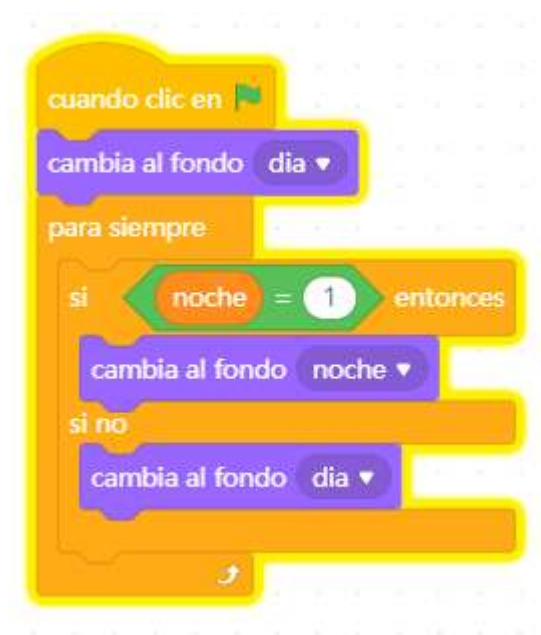 cuando clic en
cambia al fondo dia
para siempre
si noche = 1 entonces
cambia al fondo noche
si no
cambia al fondo dia